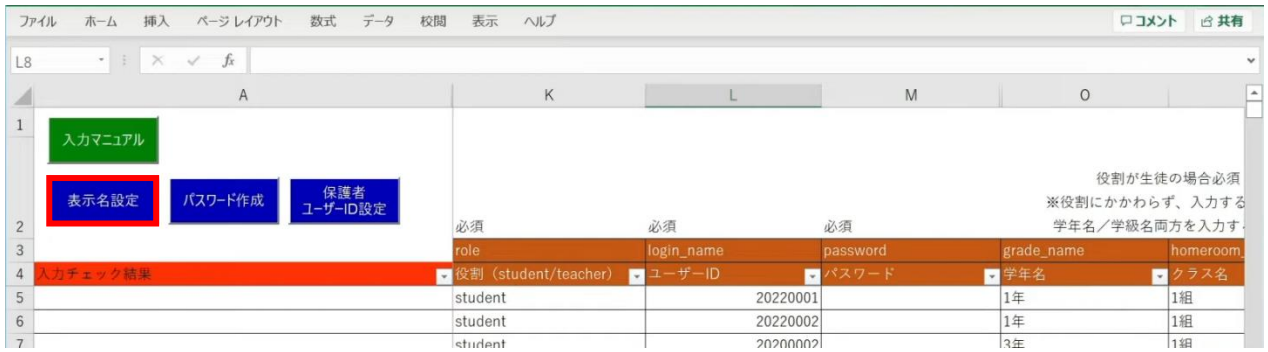 ファイル ホーム 挿入 ページ レイアウト 数式 データ 校閲 表示 ヘルプ コメント 共有
L8 fx
A K L M O
1
入力マニュアル
役割が生徒の場合必須
表示名設定 パスワード作成 保護者
ユーザーID設定
※役割にかかわらず、入力する
2 必須 必須 必須 学年名/学級名両方を入力す
3 role login_name password grade_name homeroom_
4 入力チェック結果 役割（student/teacher） ユーザーID パスワード 学年名 クラス名
5 student 20220001 1年 1組
6 student 20220002 1年 1組
7 student 20200002 3年 1組